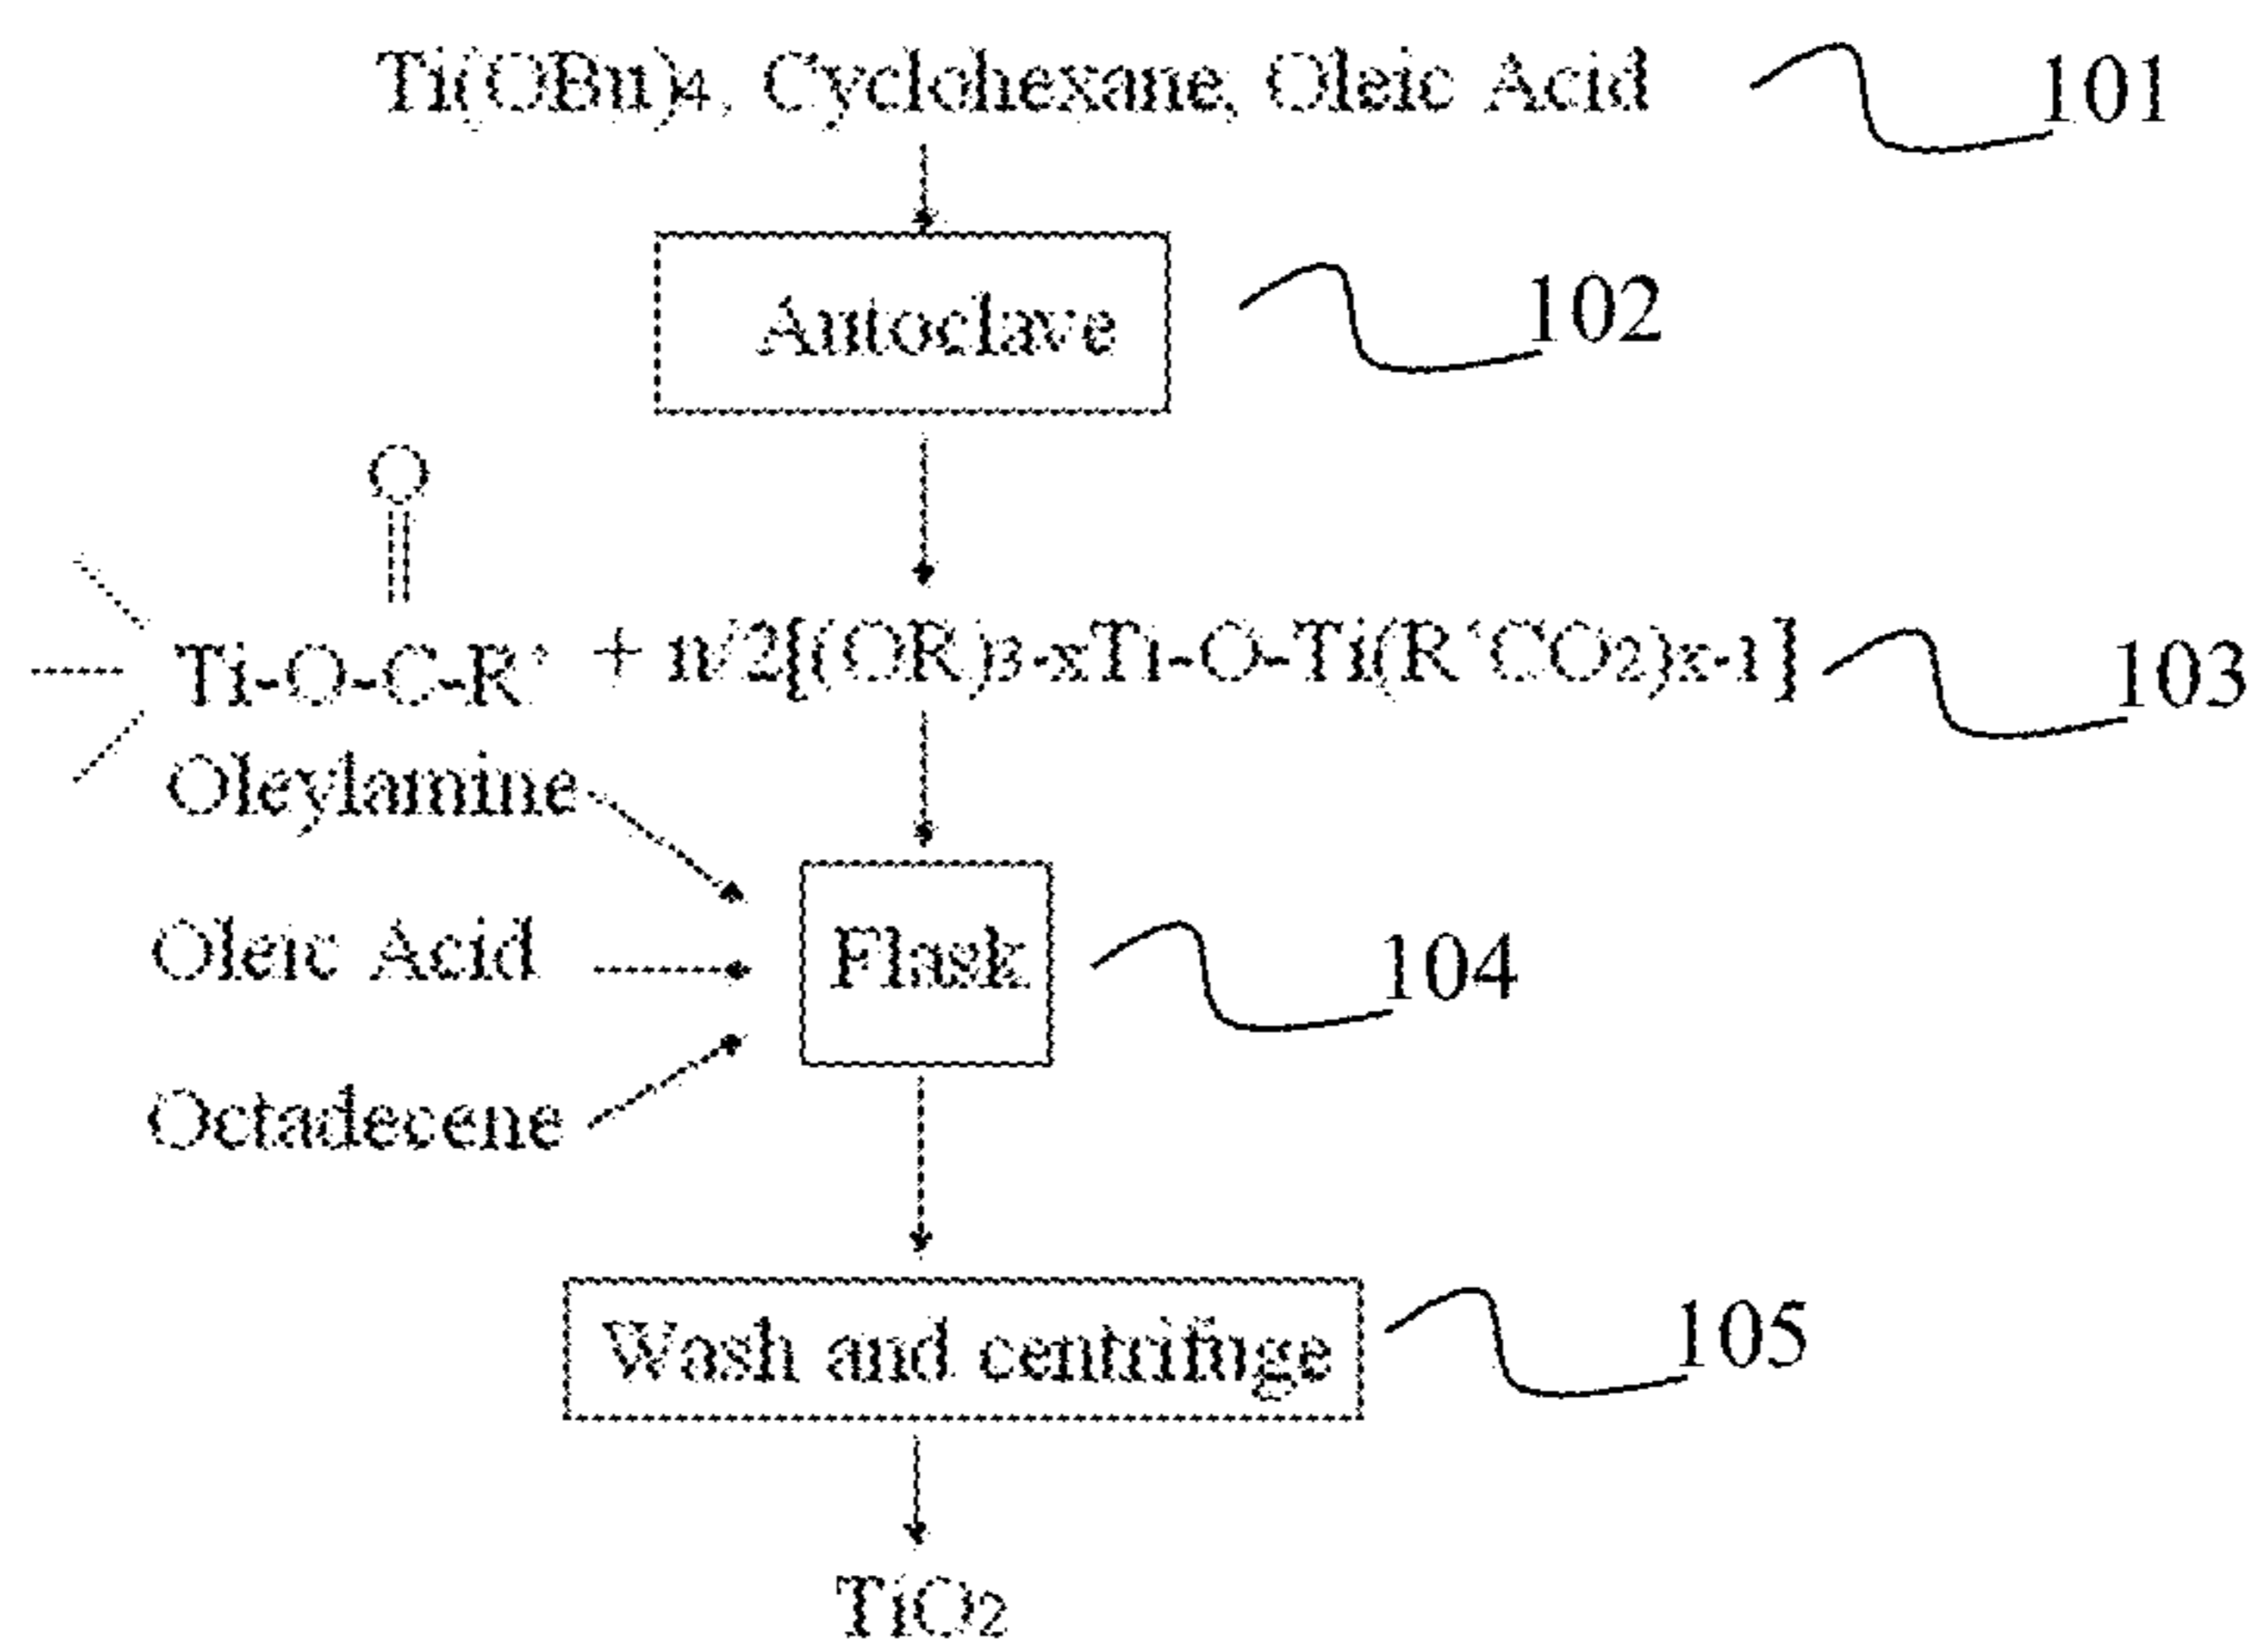 Ti(OBu)4, Cyclohexane, Oleic Acid
101
Autoclave
102
O
Ti-O-C-R' + n/2{(OR)3-xTi-O-Ti(R'CO2)x-1}
103
Oleylamine
Oleic Acid
Flask
104
Octadecene
Wash and centrifuge
105
TiO2